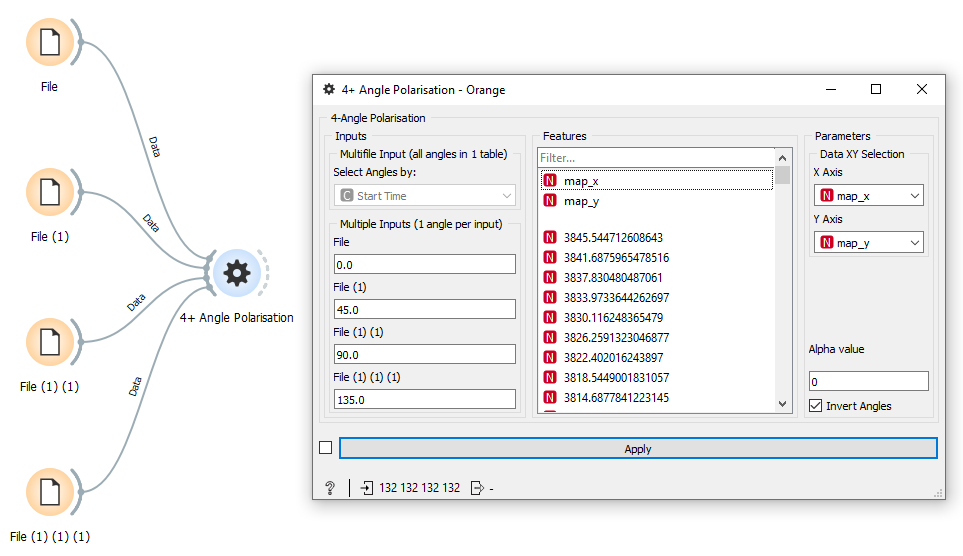 File
Data
File (1)
Data
4+ Angle Polarisation
Data
File (1) (1)
Data
File (1) (1) (1)
4+ Angle Polarisation - Orange
4-Angle Polarisation
Inputs
Multifile Input (all angles in 1 table)
Select Angles by:
C Start Time
Multiple Inputs (1 angle per input)
File
0.0
File (1)
45.0
File (1) (1)
90.0
File (1) (1) (1)
135.0
Features
Filter...
N map_x
N map_y
N 3845.544712608643
N 3841.6875965478516
N 3837.830480487061
N 3833.9733644262697
N 3830.116248365479
N 3826.2591323046877
N 3822.402016243897
N 3818.5449001831057
N 3814.6877841223145
Parameters
Data XY Selection
X Axis
N map_x
Y Axis
N map_y
Alpha value
0
Invert Angles
Apply
? 132 132 132 132 -